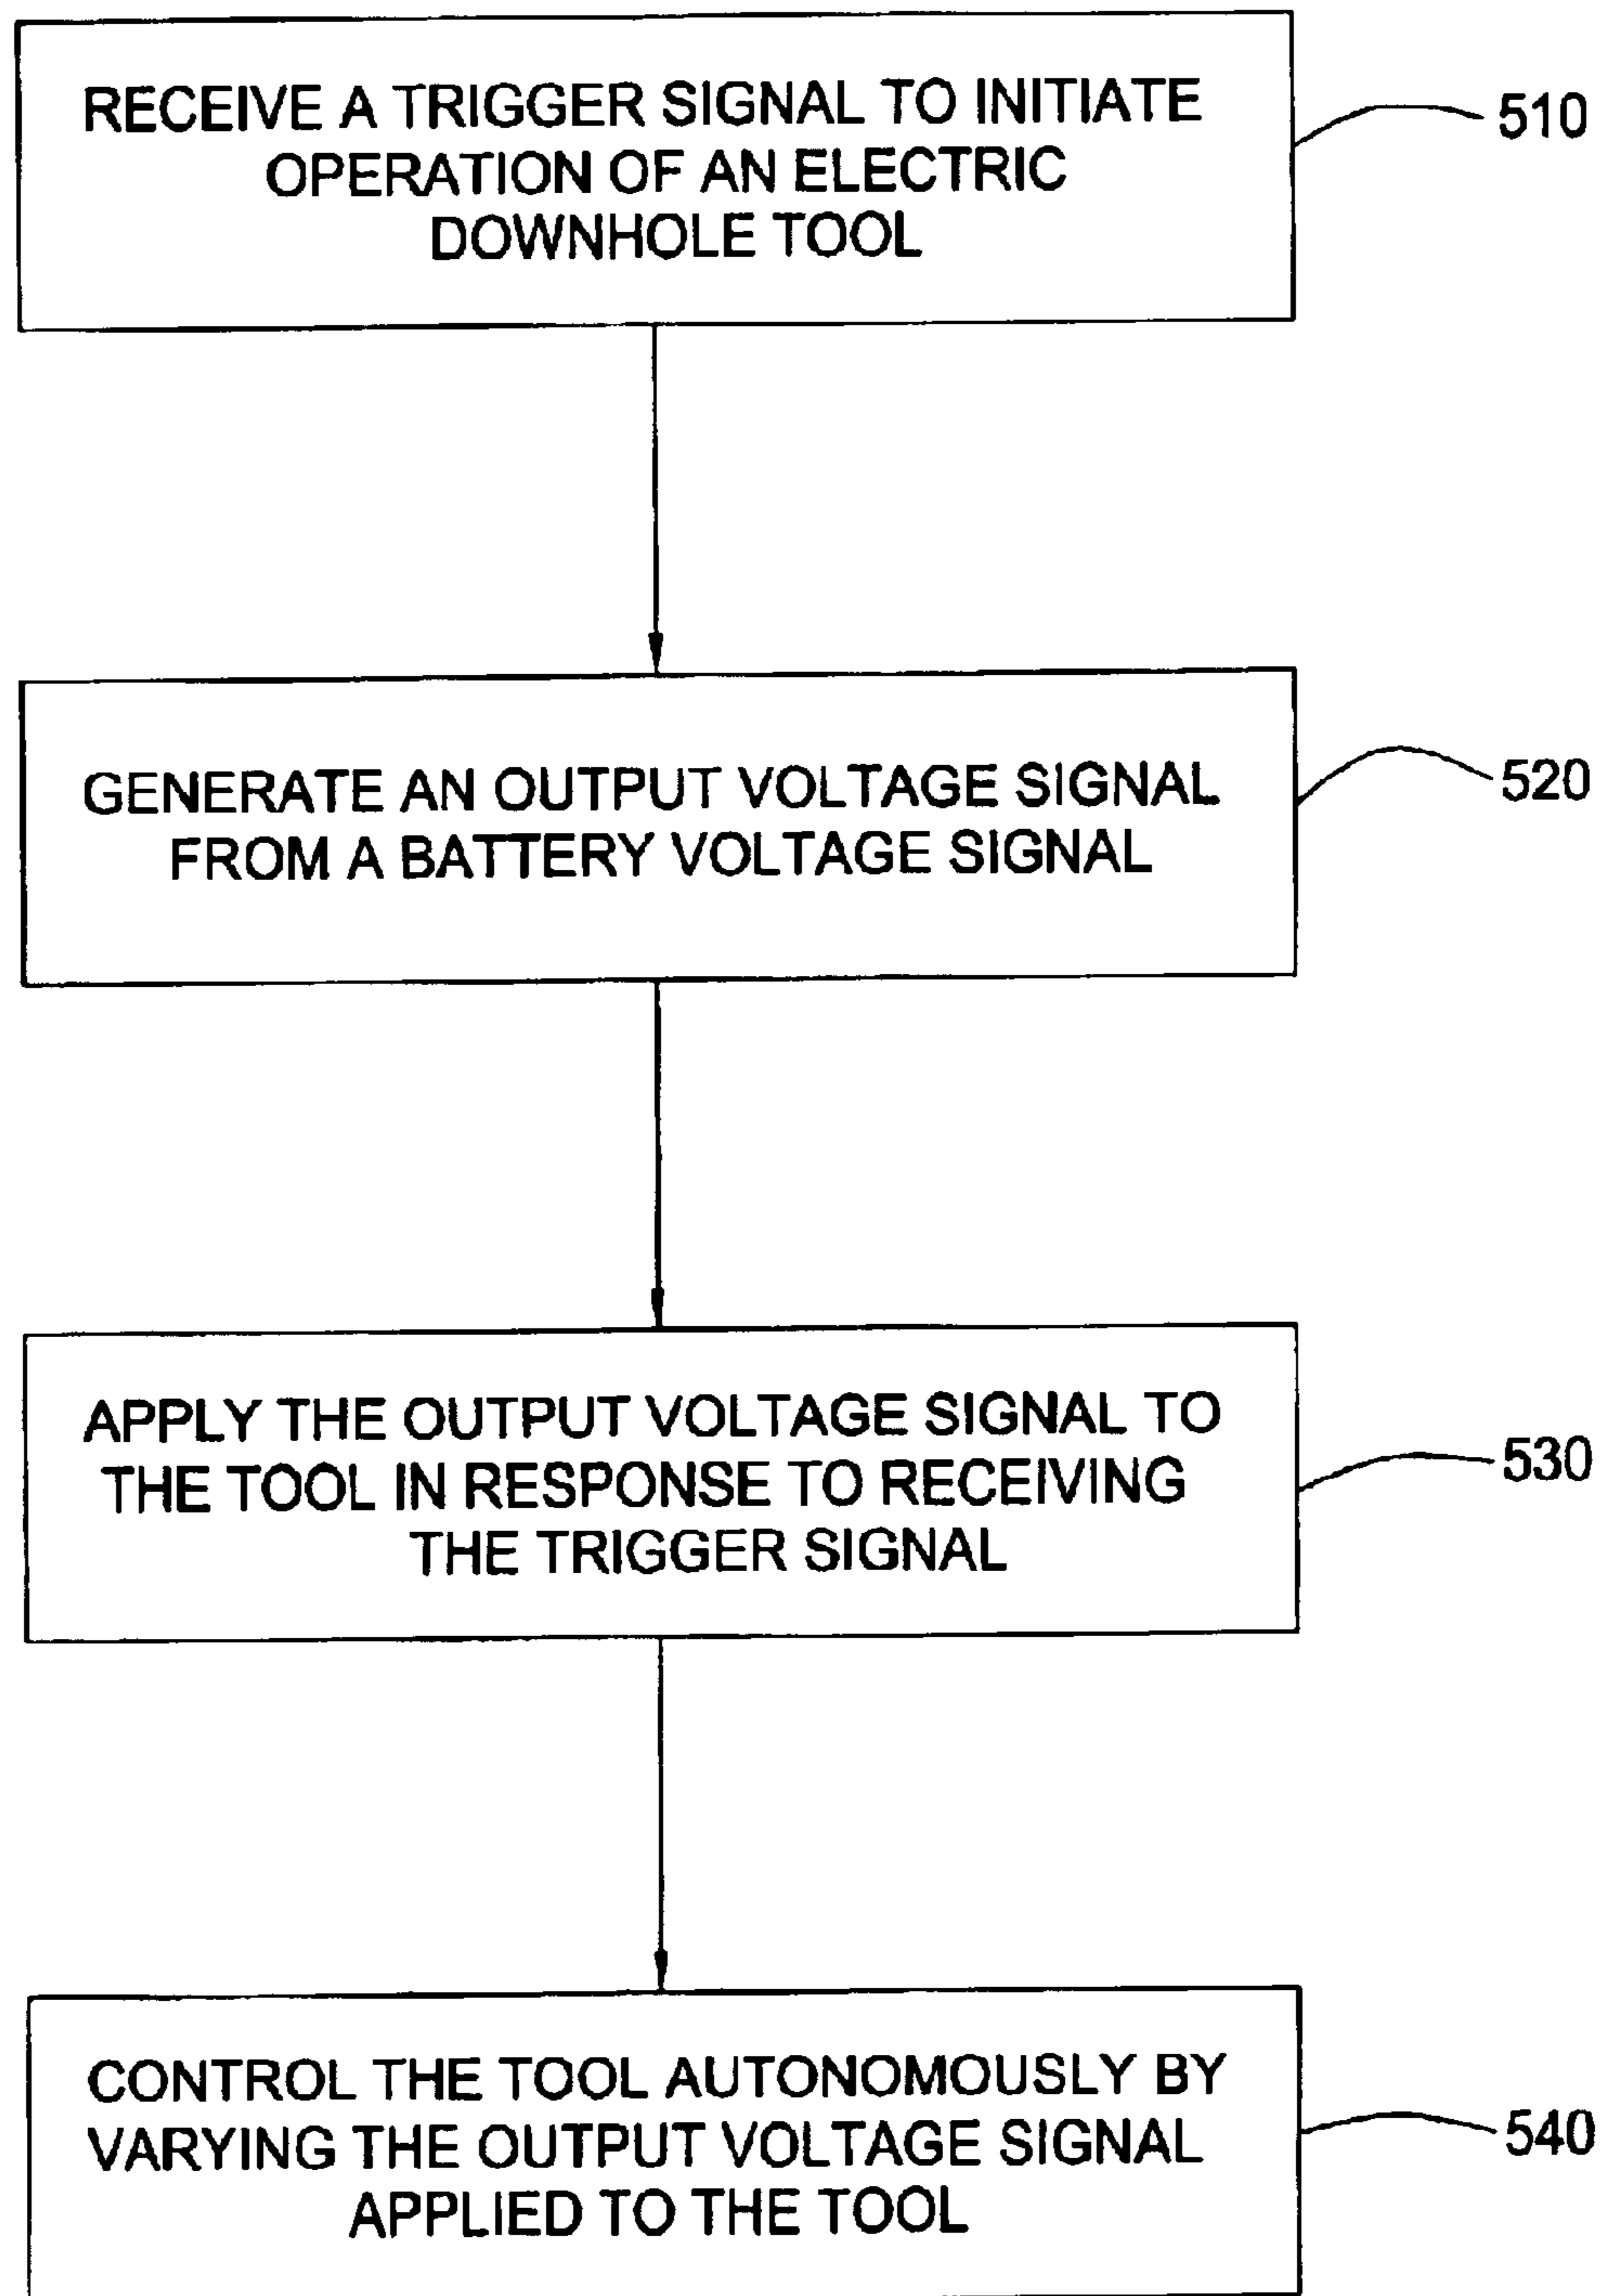 RECEIVE A TRIGGER SIGNAL TO INITIATE
OPERATION OF AN ELECTRIC
DOWNHOLE TOOL
510
GENERATE AN OUTPUT VOLTAGE SIGNAL
FROM A BATTERY VOLTAGE SIGNAL
520
APPLY THE OUTPUT VOLTAGE SIGNAL TO
THE TOOL IN RESPONSE TO RECEIVING
THE TRIGGER SIGNAL
530
CONTROL THE TOOL AUTONOMOUSLY BY
VARYING THE OUTPUT VOLTAGE SIGNAL
APPLIED TO THE TOOL
540